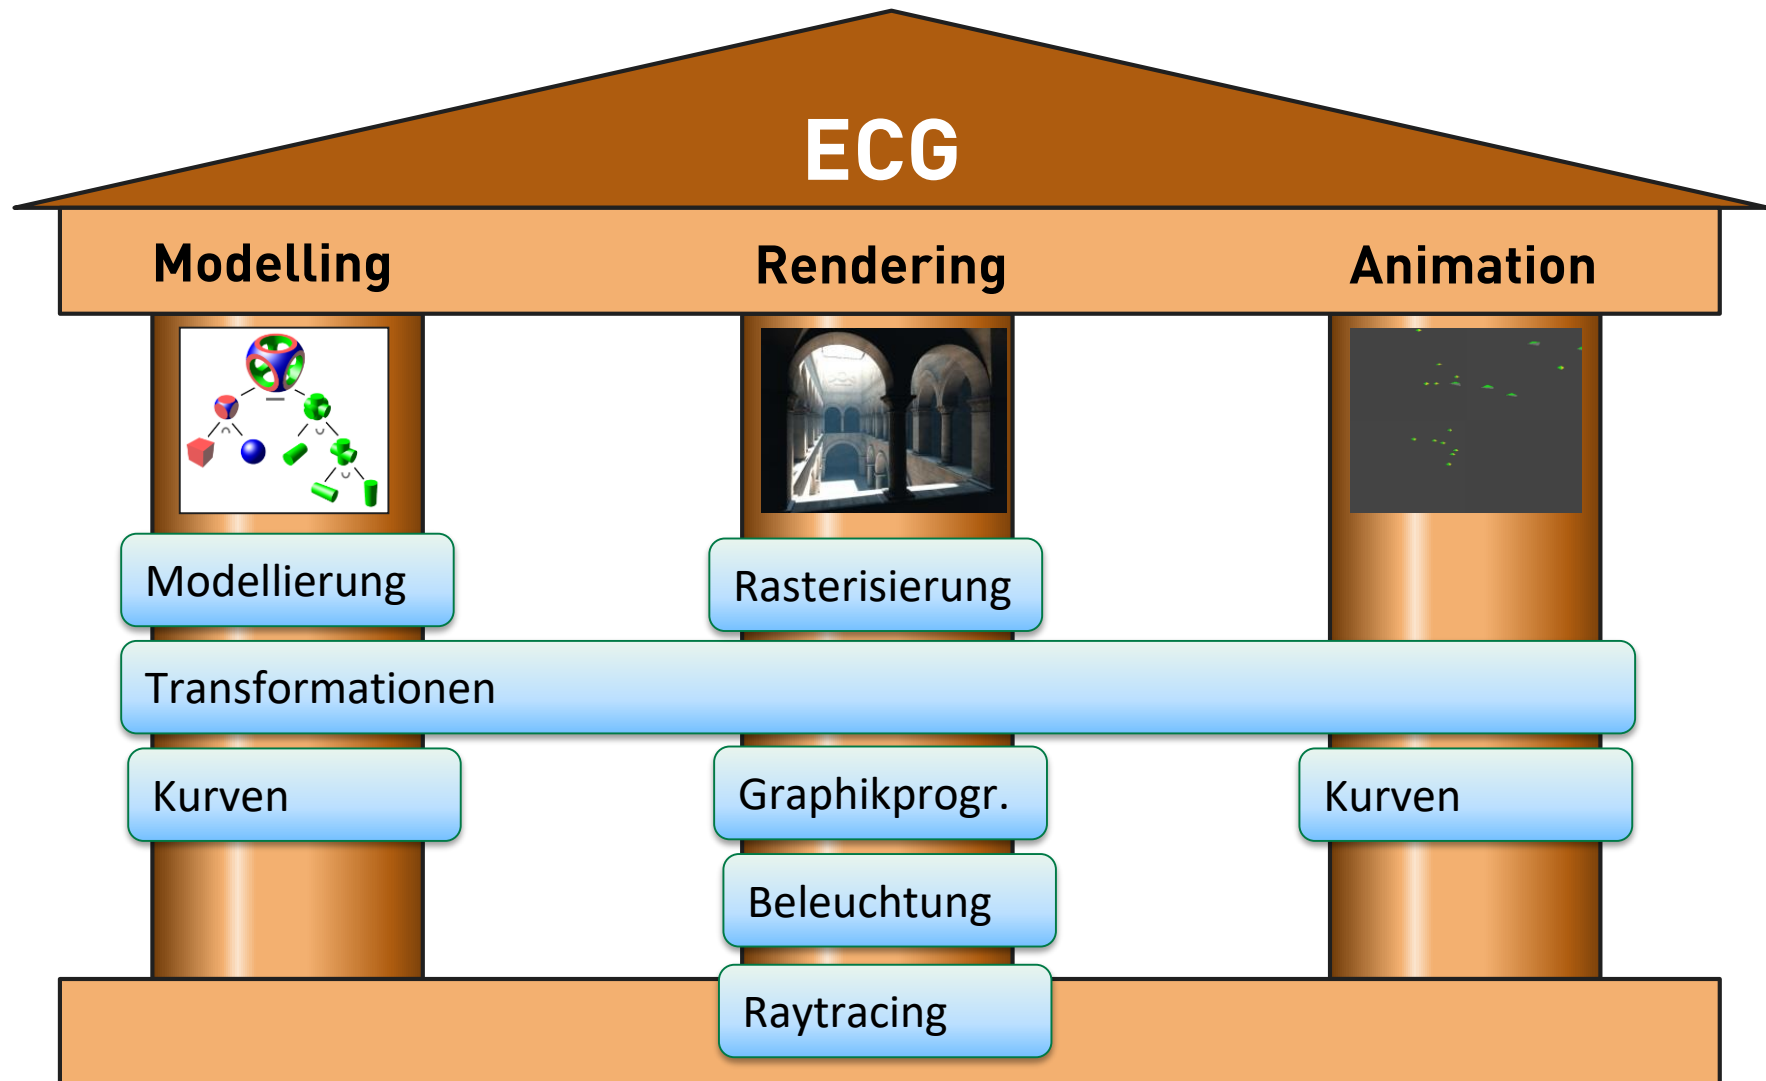 ECG
Modelling
Rendering
Animation
Modellierung
Rasterisierung
Transformationen
Kurven
Graphikprogr.
Kurven
Beleuchtung
Raytracing